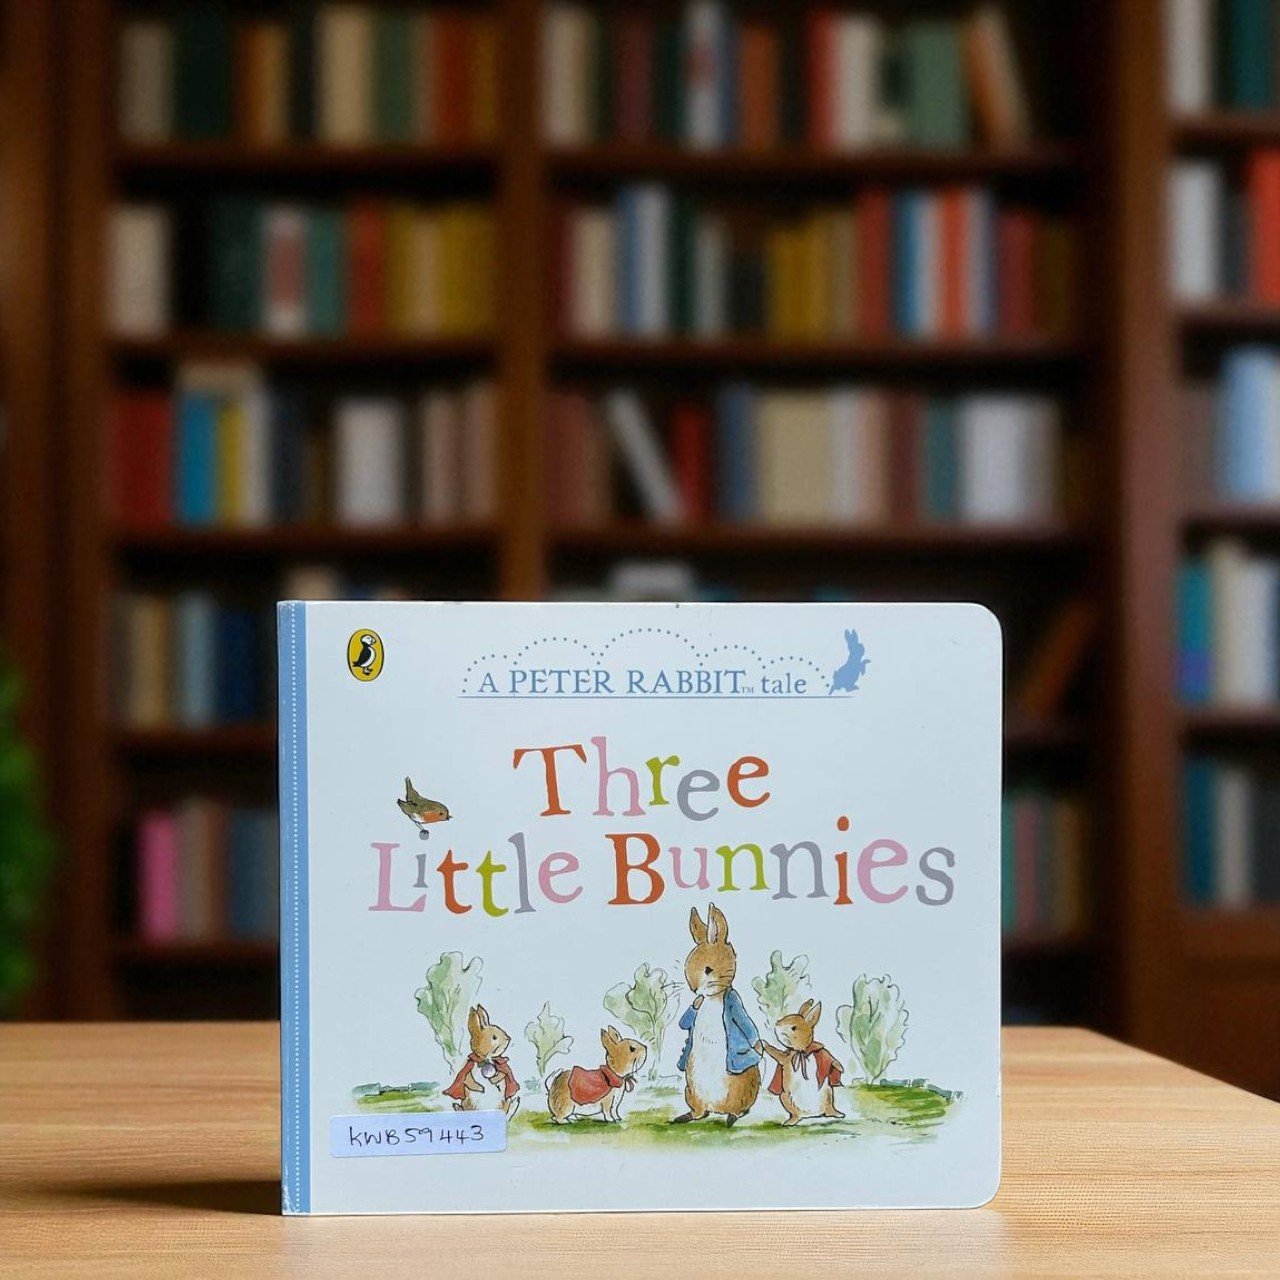 A PETER RABBIT™ tale
Three
Little Bunnies
KWB59443